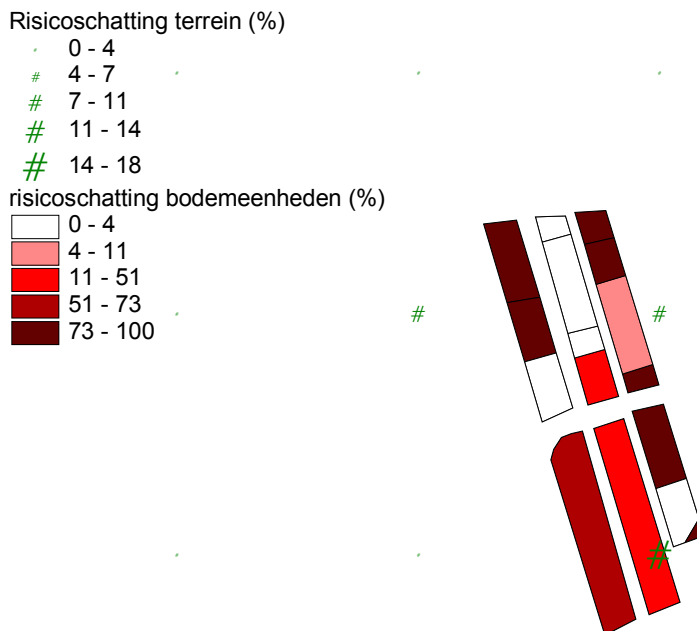 Risicoschatting terrein (%)
0 - 4
# 4 - 7
# 7 - 11
# 11 - 14
# 14 - 18
risicoschatting bodemeenheden (%)
0 - 4
4 - 11
11 - 51
51 - 73
73 - 100
# #
#